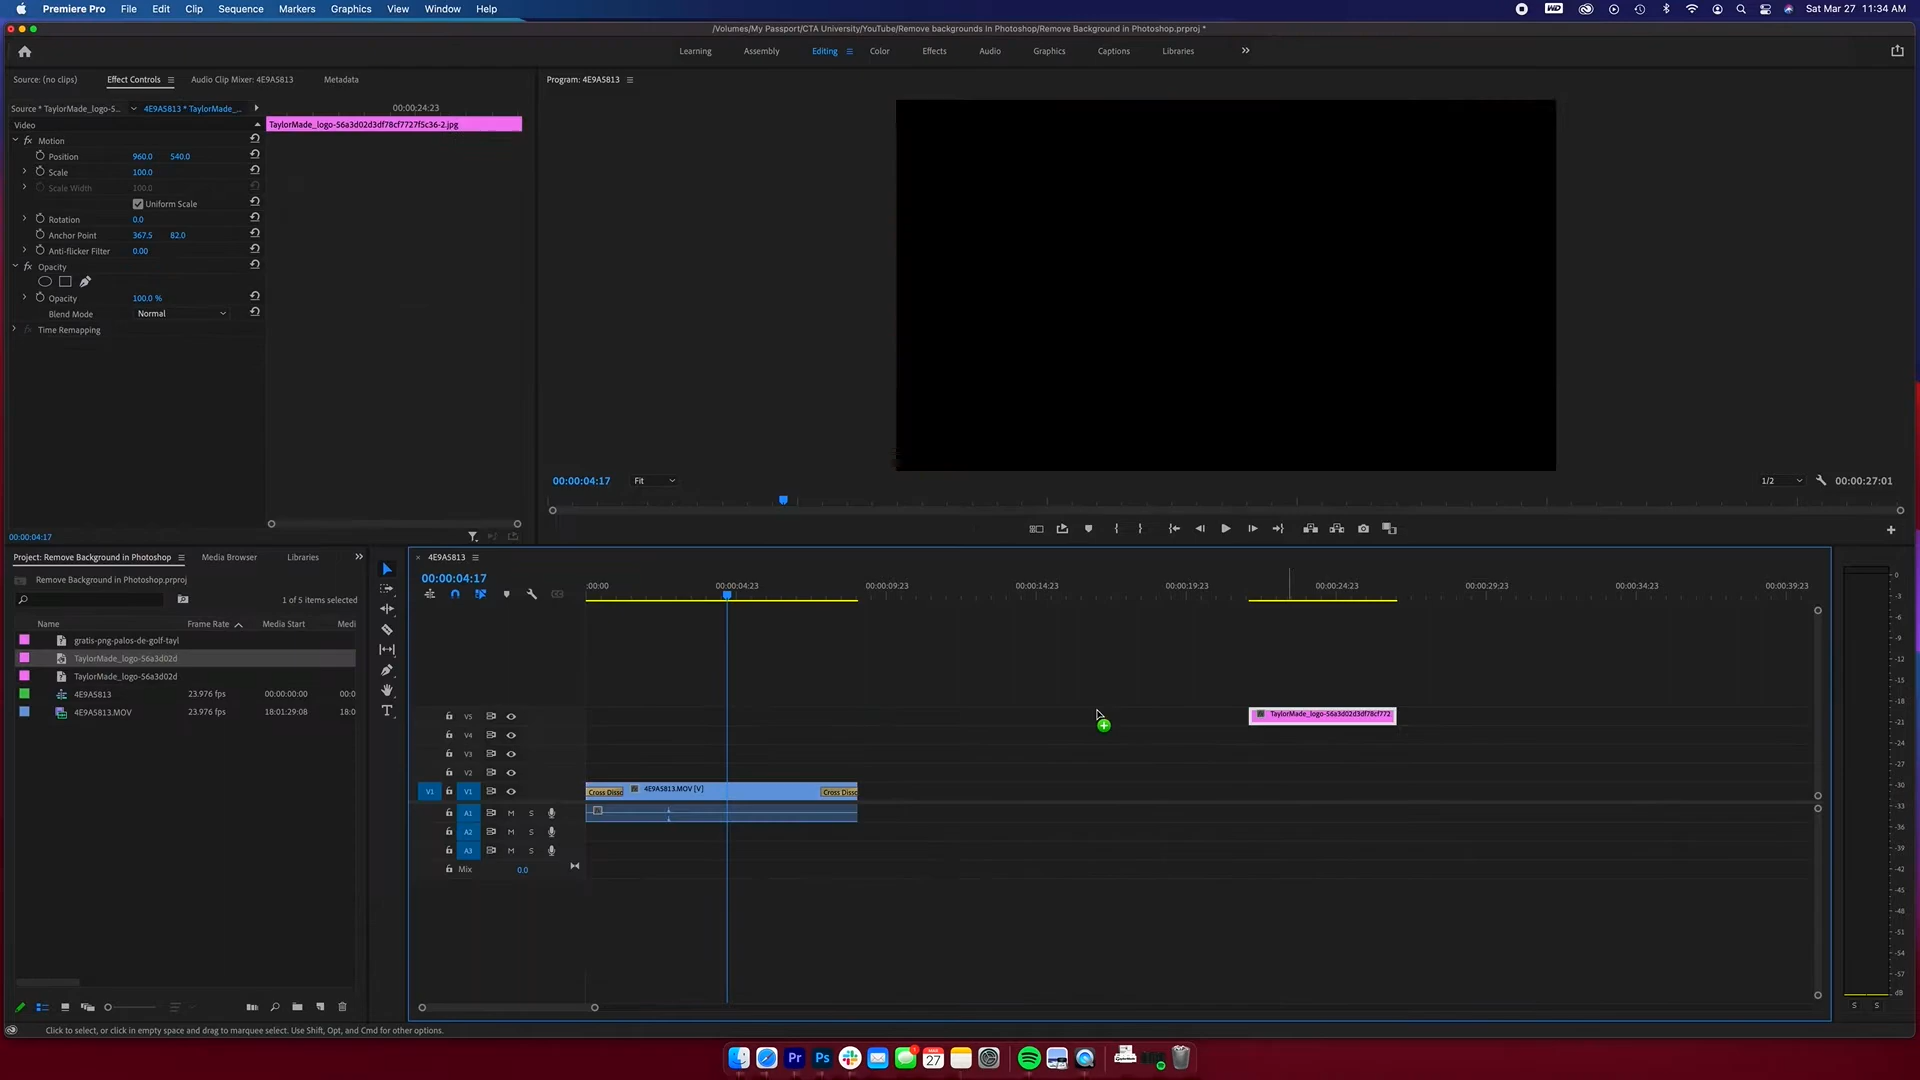 Premiere Pro File Edit Clip Sequence Markers Graphics View Window Help
WD
Sat Mar 27 11:34 AM
/Volumes/My Passport/CTA University/YouTube/Remove backgrounds In Photoshop/Remove Background in Photoshop.prproj *
Learning Assembly Editing Color Effects Audio Graphics Captions Libraries
Source: (no clips) Effect Controls Audio Clip Mixer: 4E9A5813 Metadata
Program: 4E9A5813
Source * TaylorMade_logo-5... 4E9A5813 * TaylorMade_...
00:00:24:23
Video
TaylorMade_logo-56a3d02d3df78cf7727f5c36-2.jpg
fx Motion
Position 960.0 540.0
Scale 100.0
Scale Width 100.0
Uniform Scale
Rotation 0.0
Anchor Point 367.5 82.0
Anti-flicker Filter 0.00
fx Opacity
Opacity 100.0 %
Blend Mode Normal
fx Time Remapping
00:00:04:17
00:00:04:17 Fit 1/2 00:00:27:01
Project: Remove Background in Photoshop Media Browser Libraries
Remove Background in Photoshop.prproj
1 of 5 items selected
Name Frame Rate Media Start Medi
gratis-png-palos-de-golf-tayl
TaylorMade_logo-56a3d02d
TaylorMade_logo-56a3d02d
4E9A5813 23.976 fps 00:00:00:00 00:0
4E9A5813.MOV 23.976 fps 18:01:29:08 18:0
4E9A5813
00:00:04:17
:00:00 00:00:04:23 00:00:09:23 00:00:14:23 00:00:19:23 00:00:24:23 00:00:29:23 00:00:34:23 00:00:39:23
V5 TaylorMade_logo-56a3d02d3df78cf772
V4
V3
V2
V1 V1 Cross Disso 4E9A5813.MOV [V] Cross Disso
A1 M S
A2 M S
A3 M S
Mix 0.0
0
-3
-6
-9
-12
-15
-18
-21
-24
-27
-30
-33
-36
-39
-42
-45
-48
-51
-54
-57
dB
S S
Click to select, or click in empty space and drag to marquee select. Use Shift, Opt, and Cmd for other options.
Pr Ps MAR 27